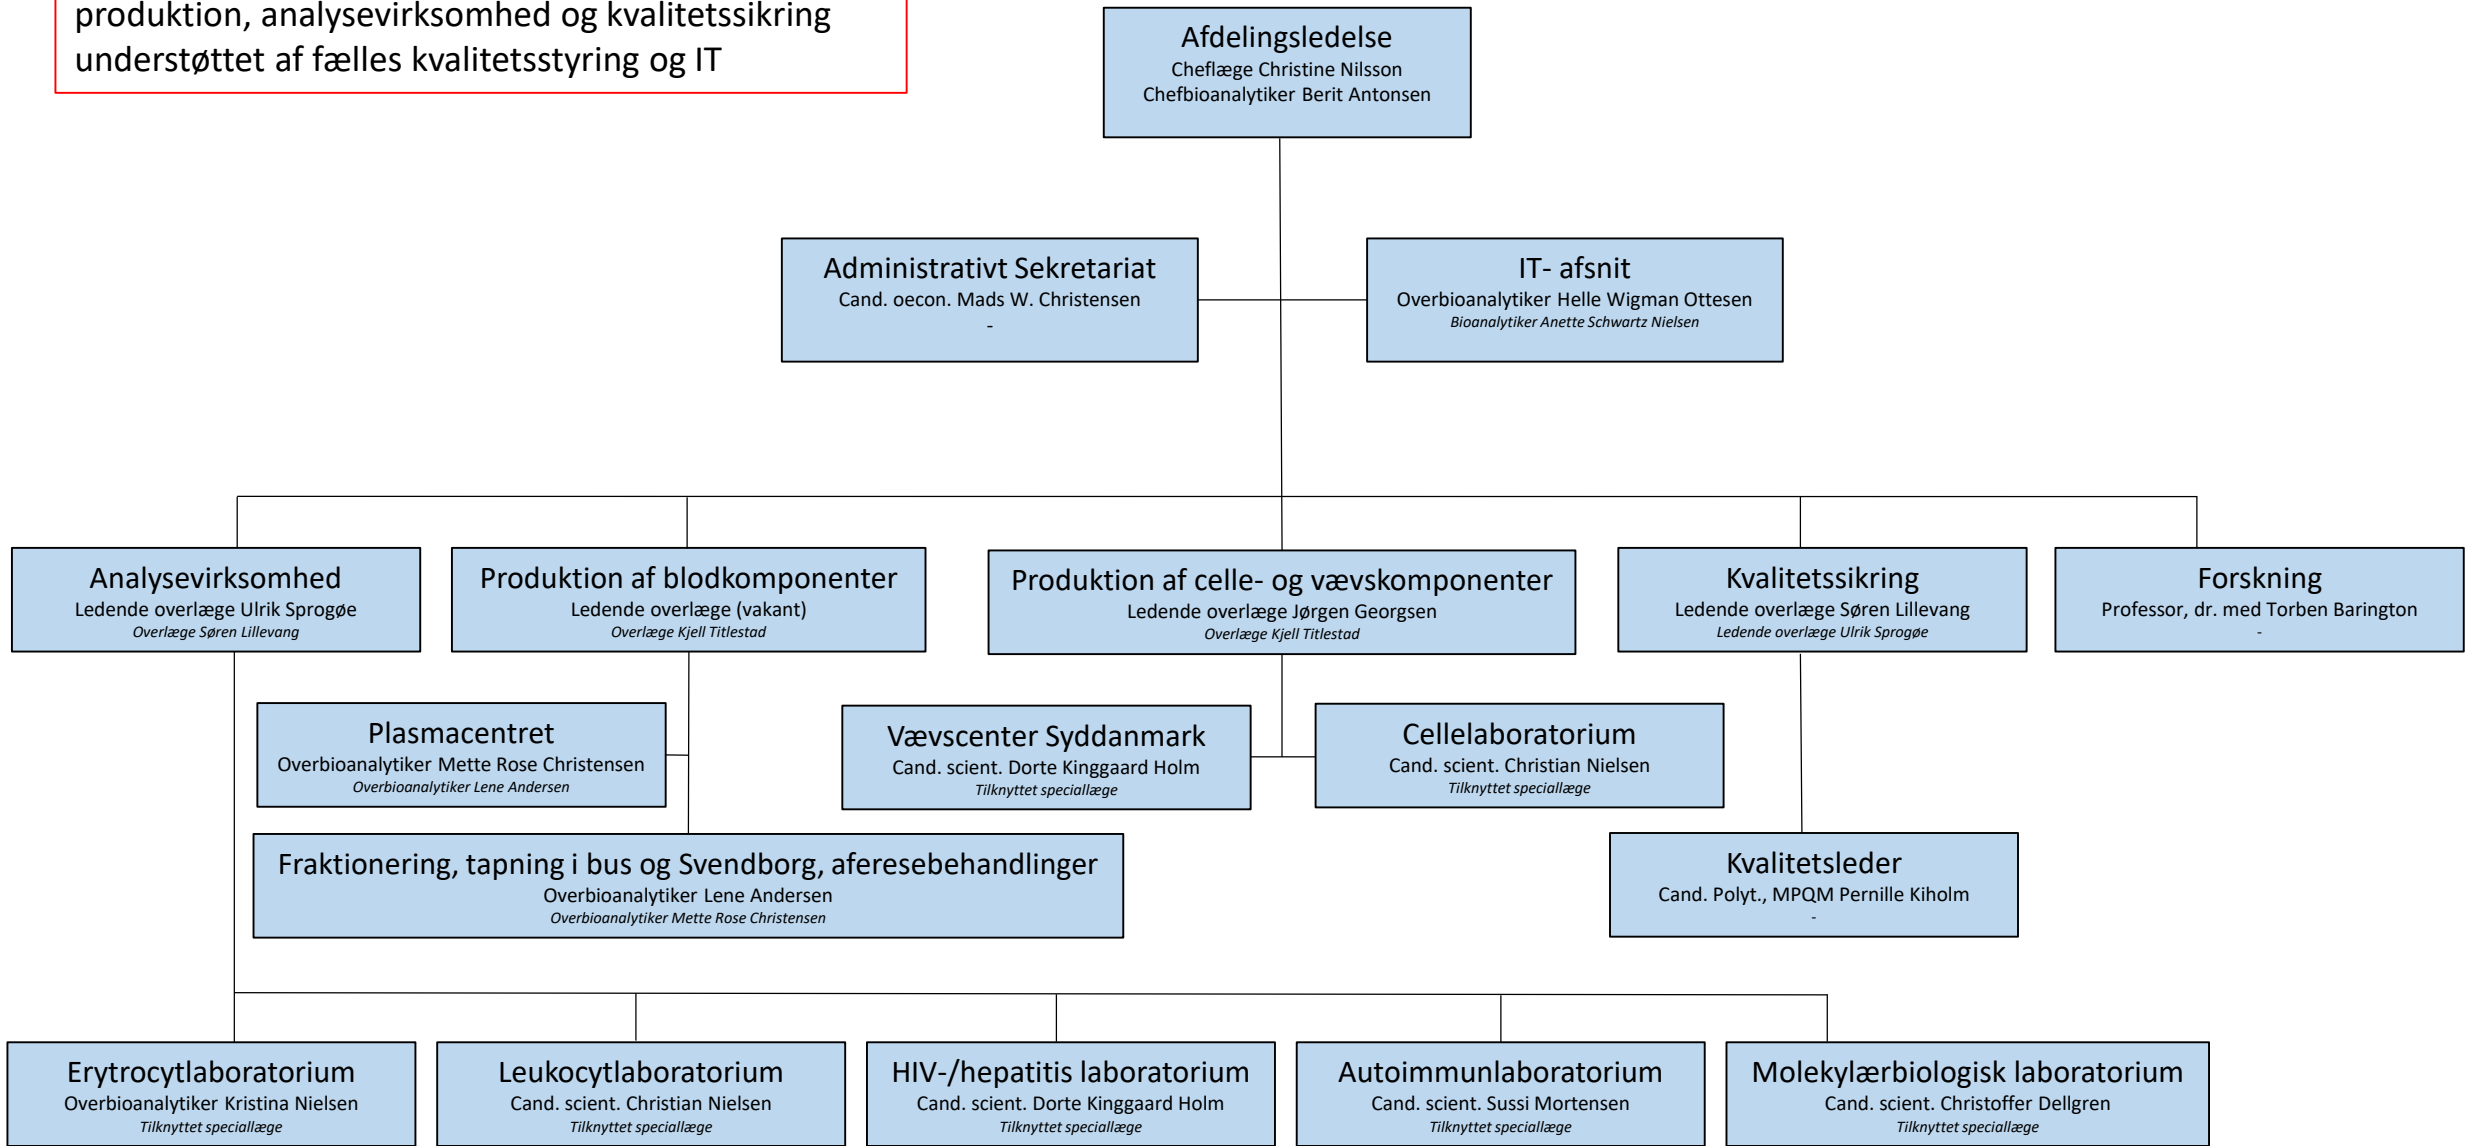 produktion, analysevirksomhed og kvalitetssikring
understøttet af fælles kvalitetsstyring og IT
Afdelingsledelse
Cheflæge Christine Nilsson
Chefbioanalytiker Berit Antonsen
Administrativt Sekretariat
Cand. oecon. Mads W. Christensen
-
IT- afsnit
Overbioanalytiker Helle Wigman Ottesen
Bioanalytiker Anette Schwartz Nielsen
Analysevirksomhed
Ledende overlæge Ulrik Sprogøe
Overlæge Søren Lillevang
Produktion af blodkomponenter
Ledende overlæge (vakant)
Overlæge Kjell Titlestad
Produktion af celle- og vævskomponenter
Ledende overlæge Jørgen Georgsen
Overlæge Kjell Titlestad
Kvalitetssikring
Ledende overlæge Søren Lillevang
Ledende overlæge Ulrik Sprogøe
Forskning
Professor, dr. med Torben Barington
-
Plasmacentret
Overbioanalytiker Mette Rose Christensen
Overbioanalytiker Lene Andersen
Vævscenter Syddanmark
Cand. scient. Dorte Kinggaard Holm
Tilknyttet speciallæge
Cellelaboratorium
Cand. scient. Christian Nielsen
Tilknyttet speciallæge
Fraktionering, tapning i bus og Svendborg, aferesebehandlinger
Overbioanalytiker Lene Andersen
Overbioanalytiker Mette Rose Christensen
Kvalitetsleder
Cand. Polyt., MPQM Pernille Kiholm
-
Erytrocytlaboratorium
Overbioanalytiker Kristina Nielsen
Tilknyttet speciallæge
Leukocytlaboratorium
Cand. scient. Christian Nielsen
Tilknyttet speciallæge
HIV-/hepatitis laboratorium
Cand. scient. Dorte Kinggaard Holm
Tilknyttet speciallæge
Autoimmunlaboratorium
Cand. scient. Sussi Mortensen
Tilknyttet speciallæge
Molekylærbiologisk laboratorium
Cand. scient. Christoffer Dellgren
Tilknyttet speciallæge